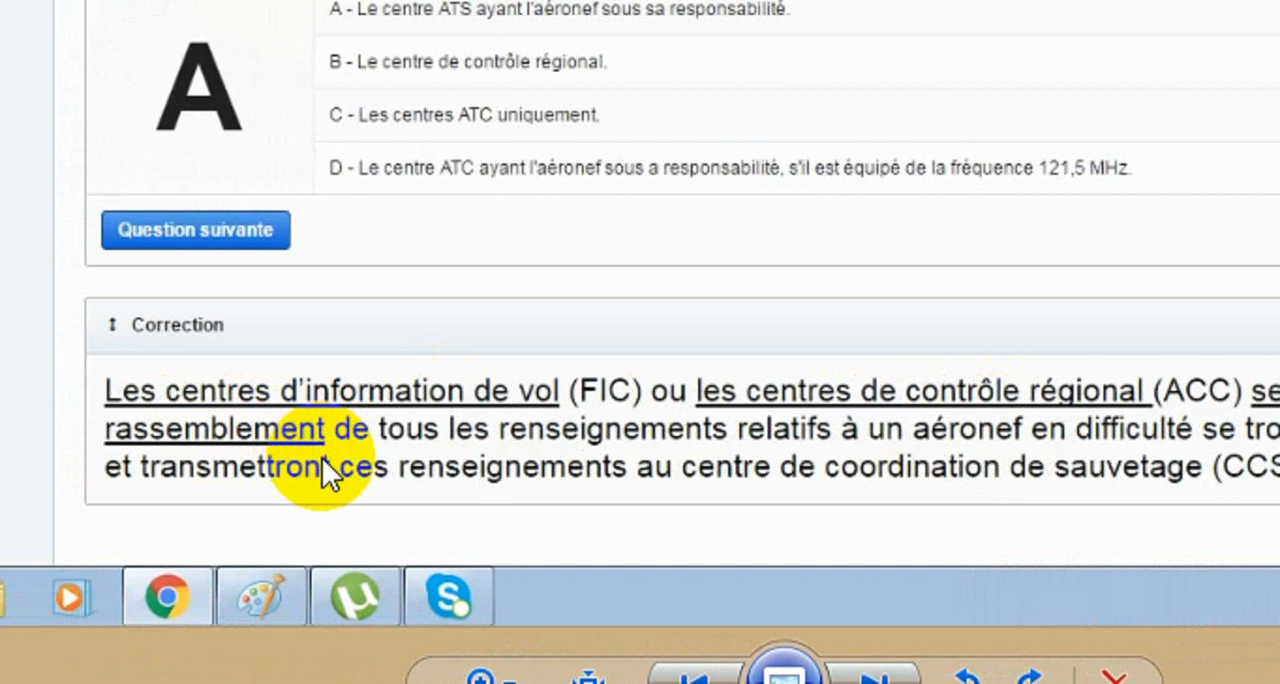 A - Le centre ATS ayant l'aéronef sous sa responsabilité.
A
B - Le centre de contrôle régional.
C - Les centres ATC uniquement.
D - Le centre ATC ayant l'aéronef sous a responsabilité, s'il est équipé de la fréquence 121,5 MHz.
Question suivante
Correction
Les centres d'information de vol (FIC) ou les centres de contrôle régional (ACC) se
rassemblement de tous les renseignements relatifs à un aéronef en difficulté se tro
et transmettront ces renseignements au centre de coordination de sauvetage (CCS